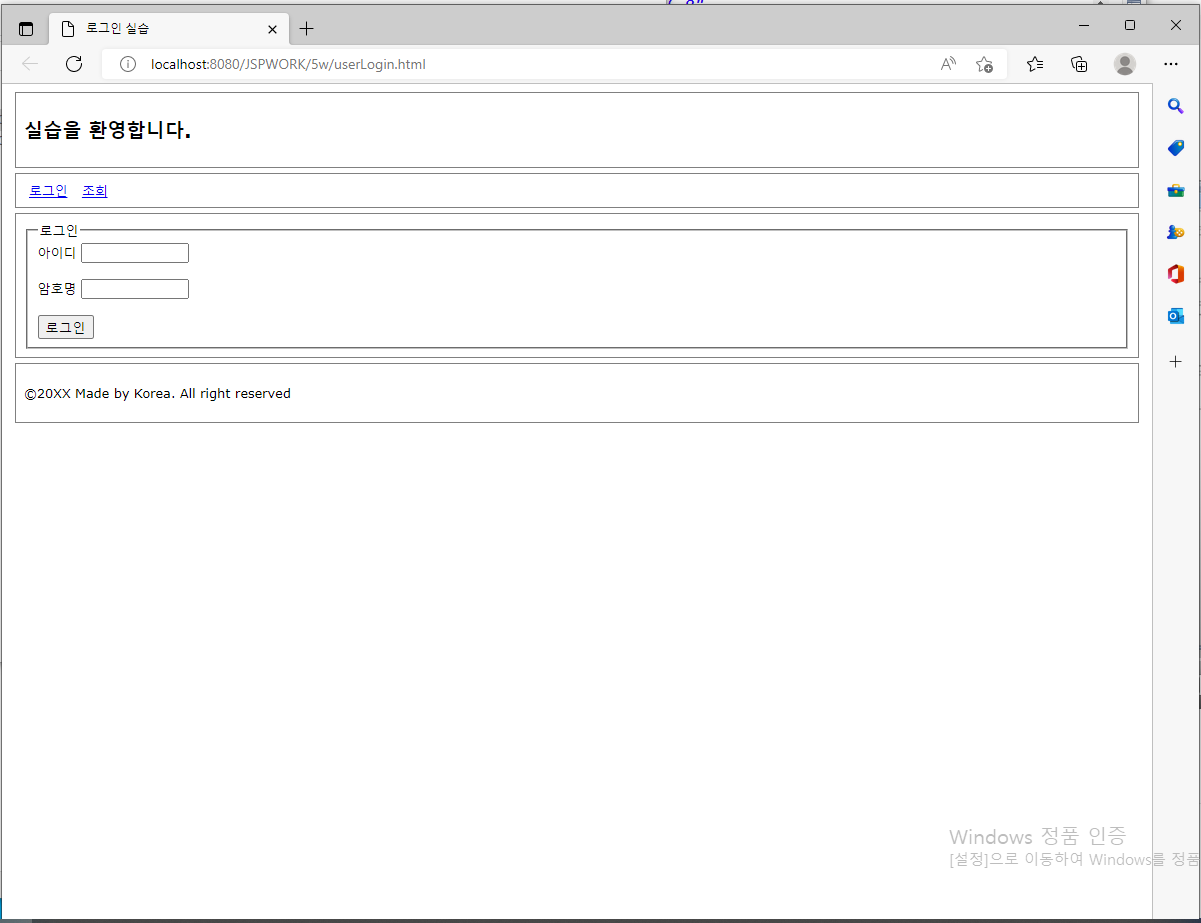 로그인 실습
localhost:8080/JSPWORK/5w/userLogin.html
실습을 환영합니다.
로그인 조회
로그인
아이디
암호명
로그인
©20XX Made by Korea. All right reserved
Windows 정품 인증
[설정]으로 이동하여 Windows를 정품